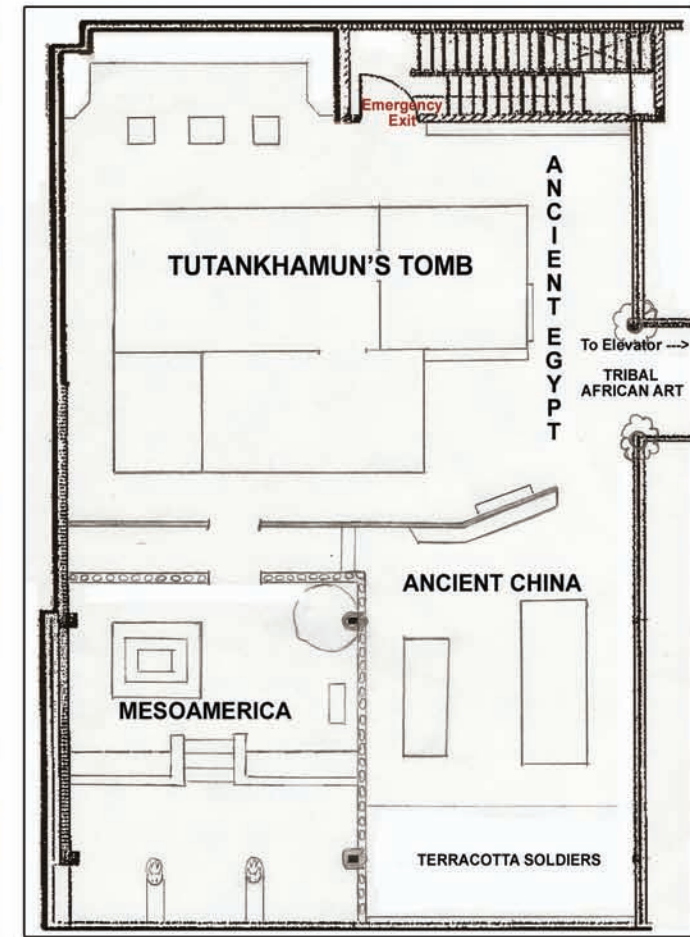 Emergency
Exit
ANCIENT EGYPT
TUTANKHAMUN'S TOMB
To Elevator --->
TRIBAL
AFRICAN ART
ANCIENT CHINA
MESOAMERICA
TERRACOTTA SOLDIERS